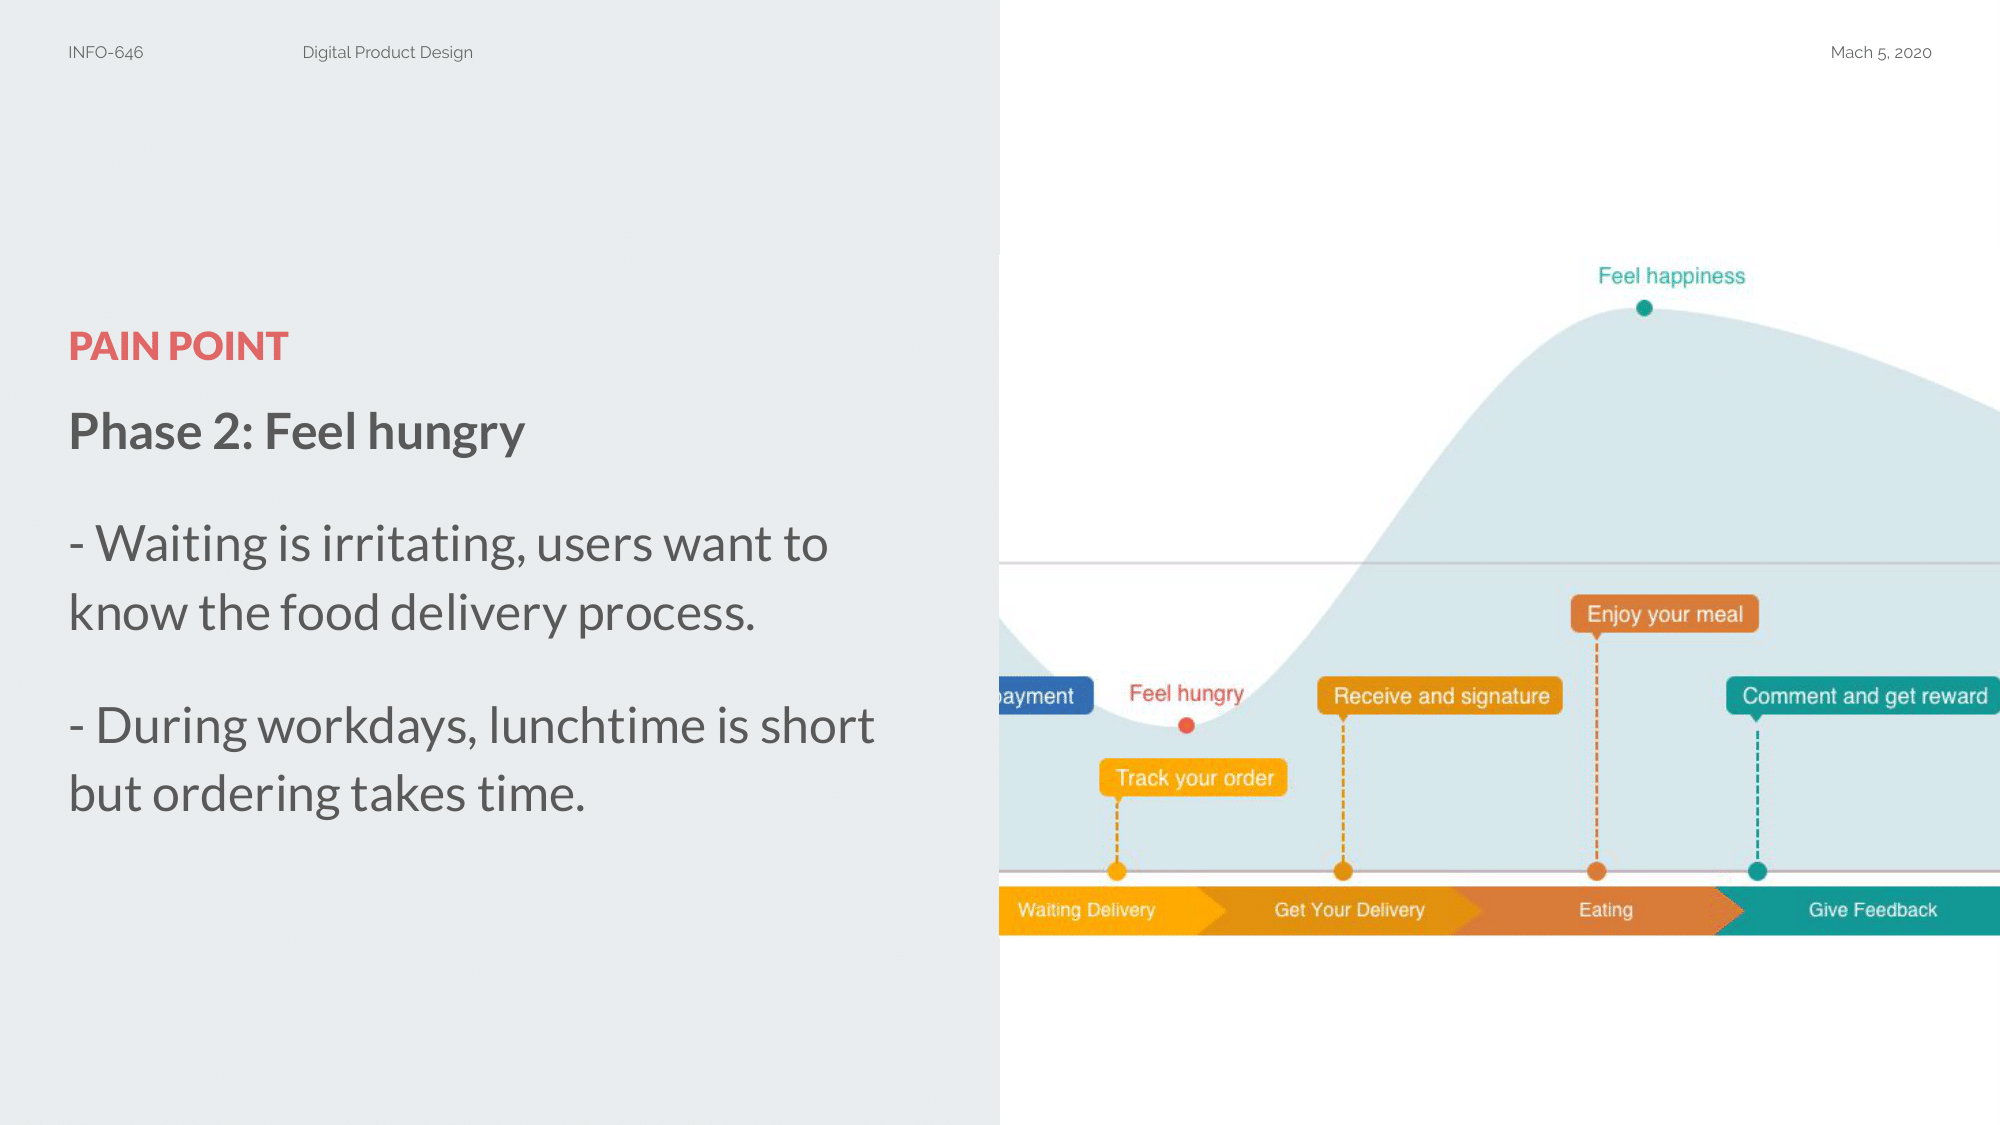 INFO-646
Digital Product Design
Mach 5, 2020
PAIN POINT
Phase 2: Feel hungry
- Waiting is irritating, users want to
know the food delivery process.
- During workdays, lunchtime is short
but ordering takes time.
Feel happiness
Enjoy your meal
Feel hungry
Receive and signature
Comment and get reward
Track your order
Waiting Delivery
Get Your Delivery
Eating
Give Feedback